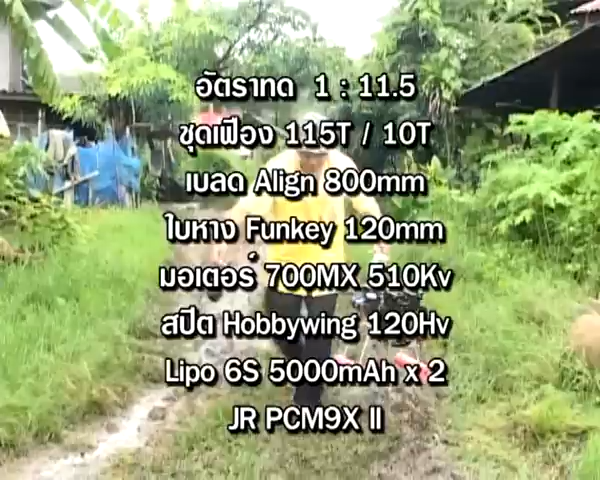 อัตราทด 1 : 11.5
ชุดเฟือง 115T / 10T
เบลด Align 800mm
ใบหาง Funkey 120mm
มอเตอร์ 700MX 510Kv
สปีต Hobbywing 120Hv
Lipo 6S 5000mAh x 2
JR PCM9X II